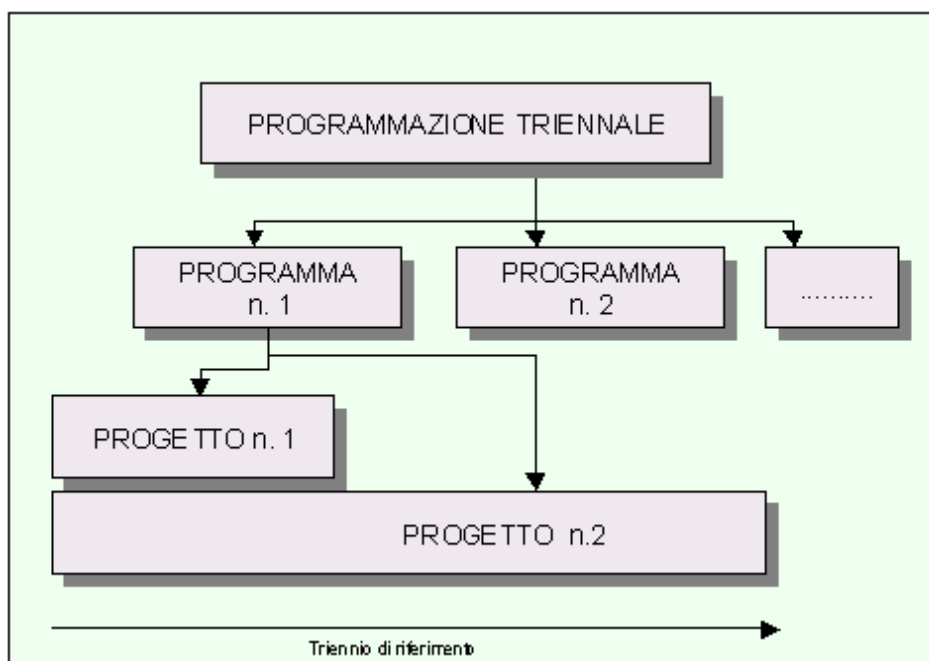 PROGRAMMAZIONE TRIENNALE
PROGRAMMA
n. 1
PROGRAMMA
n. 2
..........
PROGETTO n. 1
PROGETTO n.2
Triennio di riferimento